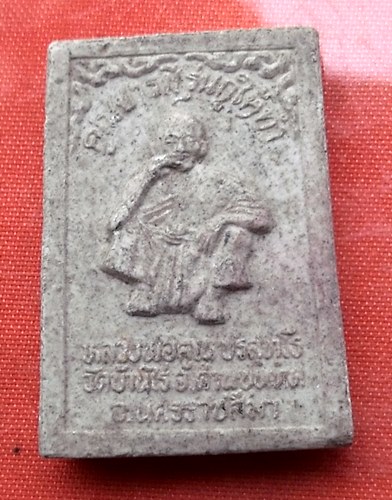 หลวงพ่อคูณ ปริสุทโธ
วัดบ้านไร่ อ.ด่านขุนทด
จ.นครราชสีมา